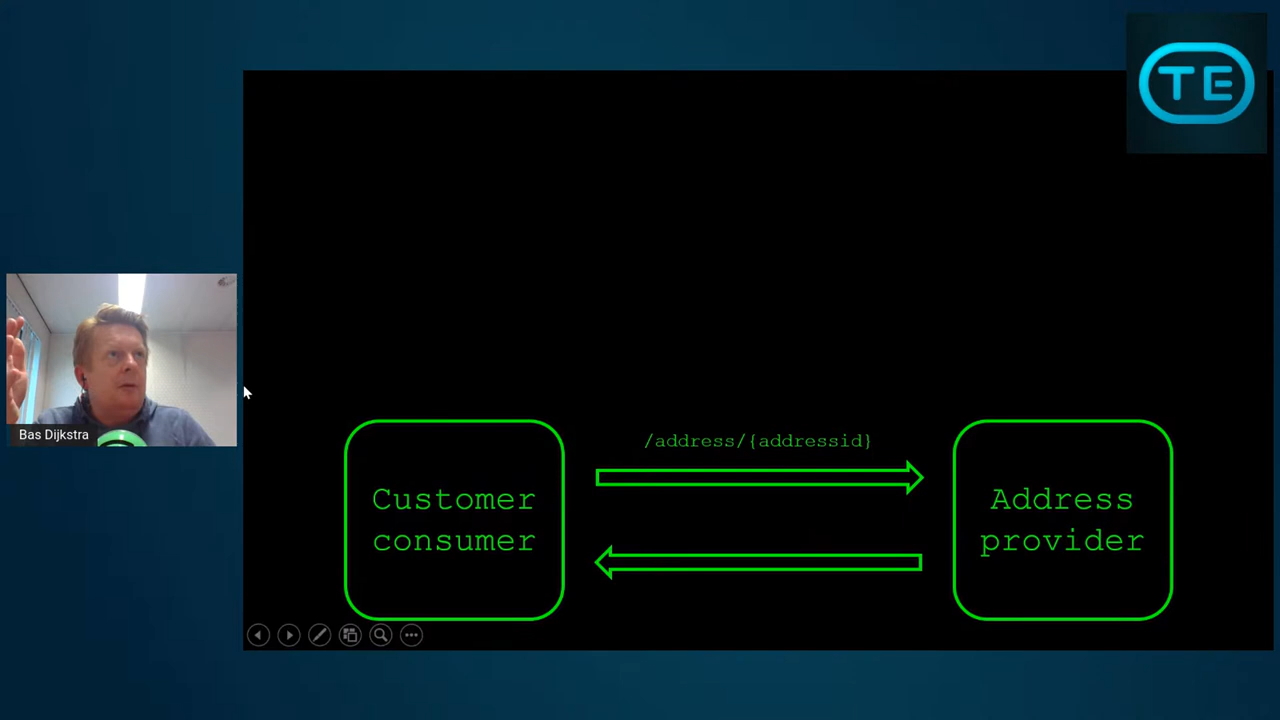 TE
Bas Dijkstra
/address/{addressid}
Customer
consumer
Address
provider